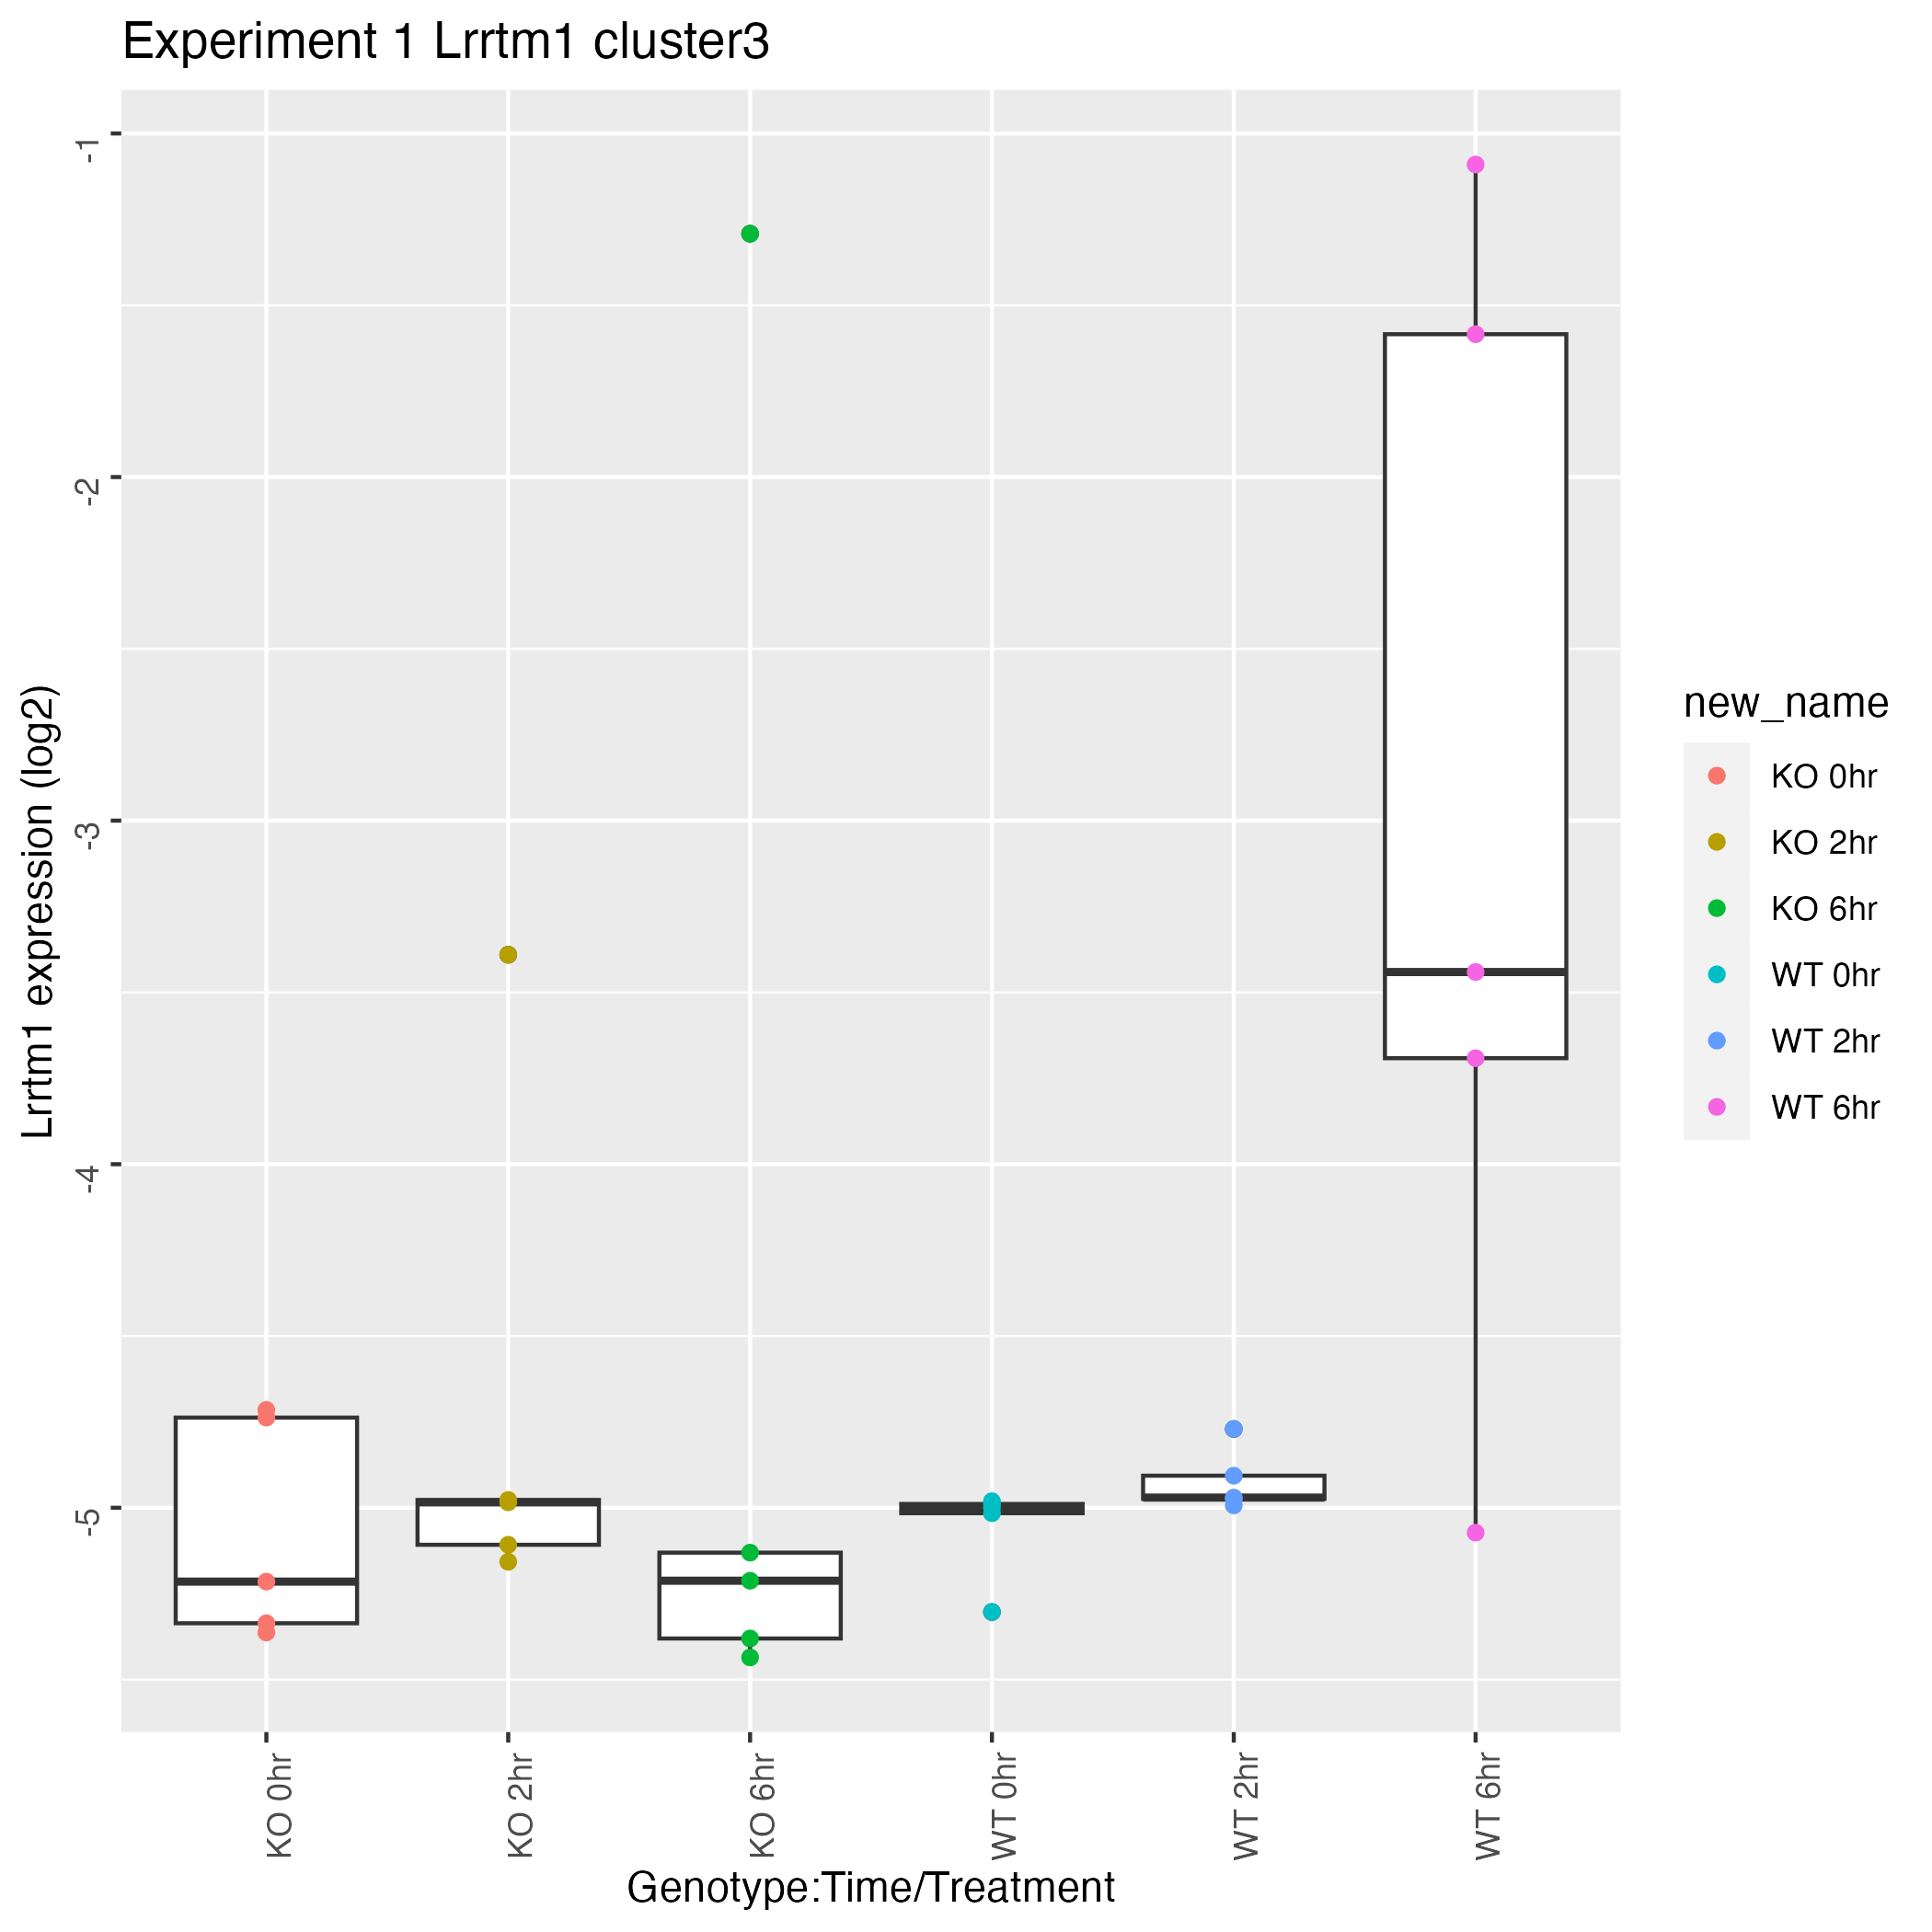 Experiment 1 Lrrtm1 cluster3
Lrrtm1 expression (log2)
-1
-2
-3
-4
-5
KO 0hr
KO 2hr
KO 6hr
WT 0hr
WT 2hr
WT 6hr
Genotype:Time/Treatment
new_name
KO 0hr
KO 2hr
KO 6hr
WT 0hr
WT 2hr
WT 6hr